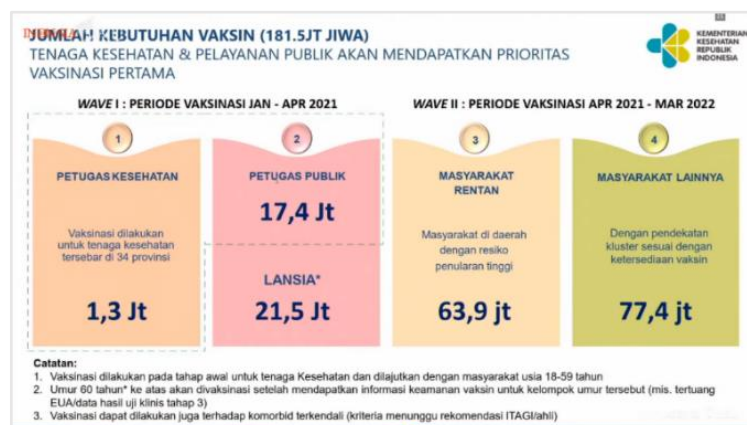 JUMLAH KEBUTUHAN VAKSIN (181.5JT JIWA)
TENAGA KESEHATAN & PELAYANAN PUBLIK AKAN MENDAPATKAN PRIORITAS
VAKSINASI PERTAMA
KEMENTERIAN
KESEHATAN
REPUBLIK
INDONESIA
WAVE I : PERIODE VAKSINASI JAN - APR 2021
WAVE II : PERIODE VAKSINASI APR 2021 - MAR 2022
1
PETUGAS KESEHATAN
Vaksinasi dilakukan
untuk tenaga kesehatan
tersebar di 34 provinsi
1,3 Jt
2
PETUGAS PUBLIK
17,4 Jt
LANSIA*
21,5 Jt
3
MASYARAKAT
RENTAN
Masyarakat di daerah
dengan resiko
penularan tinggi
63,9 jt
4
MASYARAKAT LAINNYA
Dengan pendekatan
kluster sesuai dengan
ketersediaan vaksin
77,4 jt
Catatan:
1. Vaksinasi dilakukan pada tahap awal untuk tenaga Kesehatan dan dilajutkan dengan masyarakat usia 18-59 tahun
2. Umur 60 tahun* ke atas akan divaksinasi setelah mendapatkan informasi keamanan vaksin untuk kelompok umur tersebut (mis. tertuang
EUA/data hasil uji klinis tahap 3)
3. Vaksinasi dapat dilakukan juga terhadap komorbid terkendali (kriteria menunggu rekomendasi ITAGI/ahli)